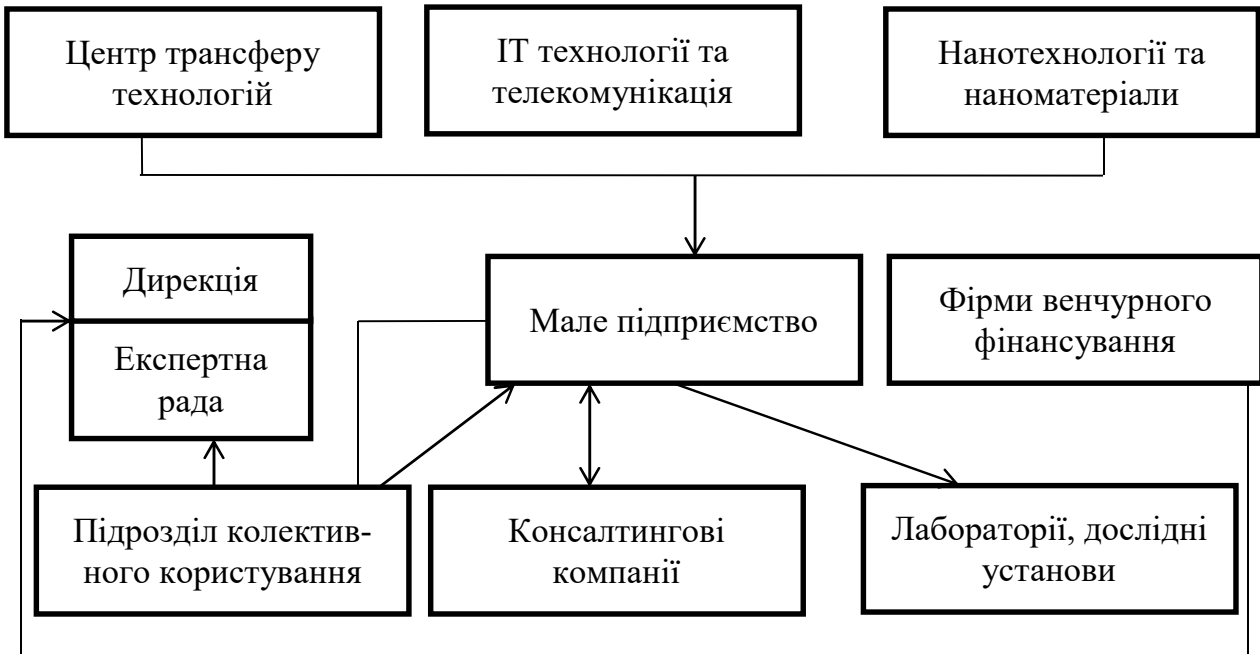 Центр трансферу
технологій
ІТ технології та
телекомунікація
Нанотехнології та
наноматеріали
Дирекція
Експертна
рада
Мале підприємство
Фірми венчурного
фінансування
Підрозділ колектив-
ного користування
Консалтингові
компанії
Лабораторії, дослідні
установи